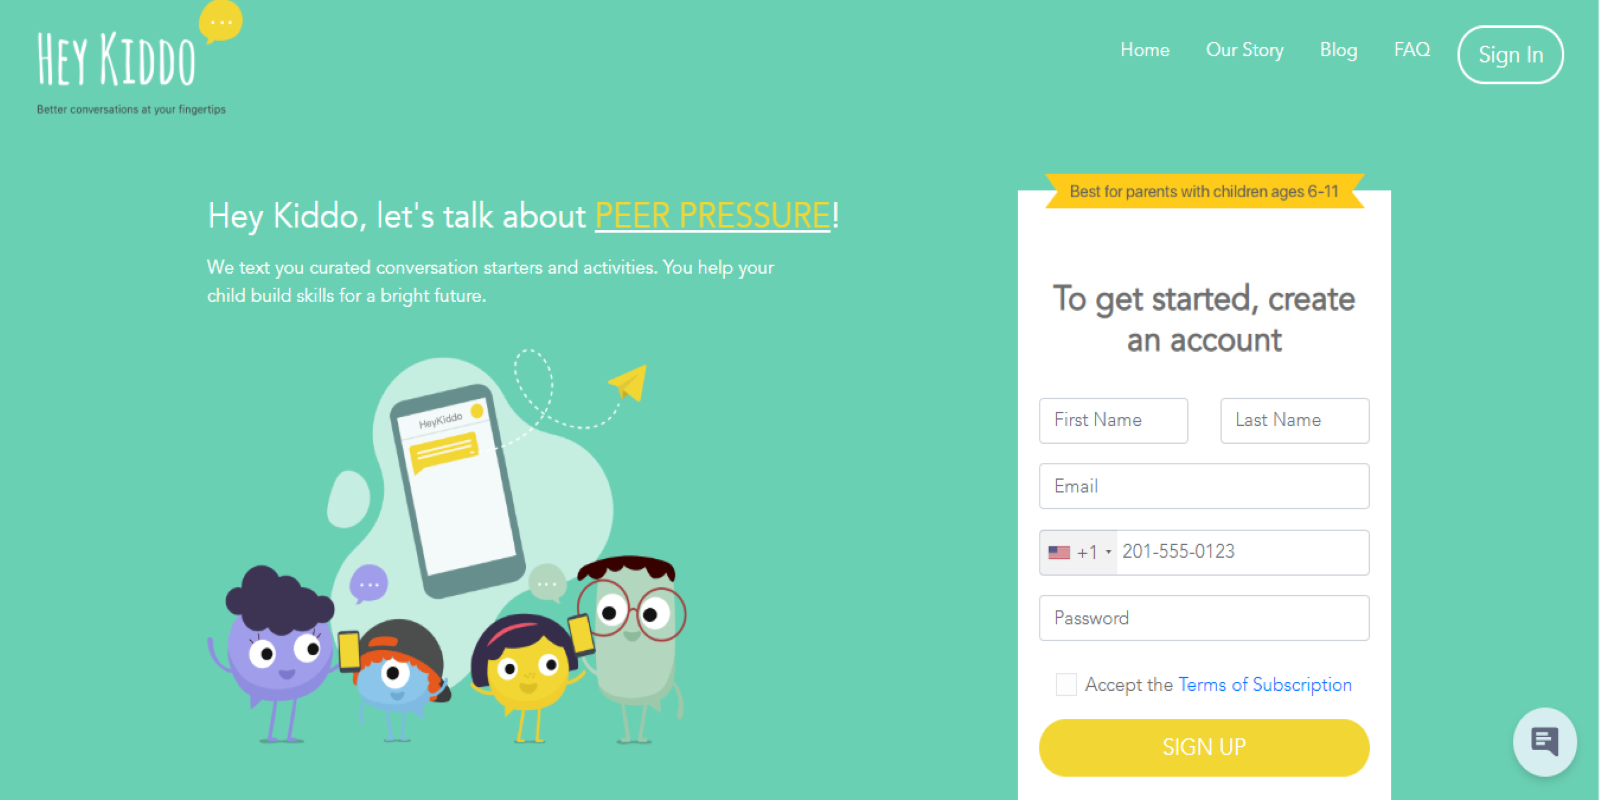 Hey Kiddo
Better conversations at your fingertips
Home Our Story Blog FAQ Sign In
Hey Kiddo, let's talk about PEER PRESSURE!
We text you curated conversation starters and activities. You help your
child build skills for a bright future.
HeyKiddo
Best for parents with children ages 6-11
To get started, create
an account
First Name Last Name
Email
+1 201-555-0123
Password
Accept the Terms of Subscription
SIGN UP